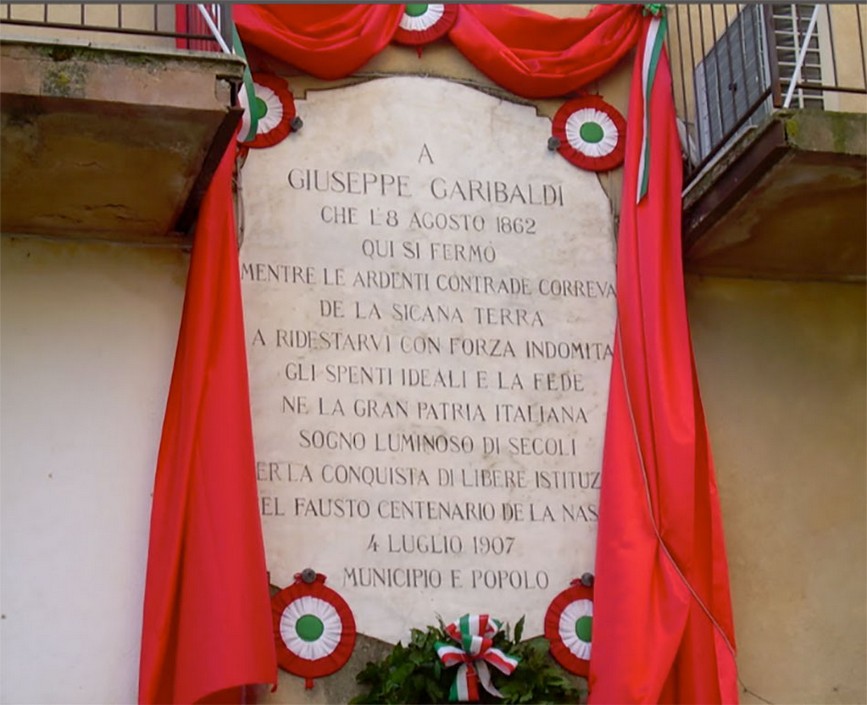 A
GIUSEPPE GARIBALDI
CHE L'8 AGOSTO 1862
QUI SI FERMÒ
MENTRE LE ARDENTI CONTRADE CORREVA
DE LA SICANA TERRA
A RIDESTARVI CON FORZA INDOMITA
GLI SPENTI IDEALI E LA FEDE
NE LA GRAN PATRIA ITALIANA
SOGNO LUMINOSO DI SECOLI
ER LA CONQUISTA DI LIBERE ISTITUZ
EL FAUSTO CENTENARIO DE LA NAS
4 LUGLIO 1907
MUNICIPIO E POPOLO